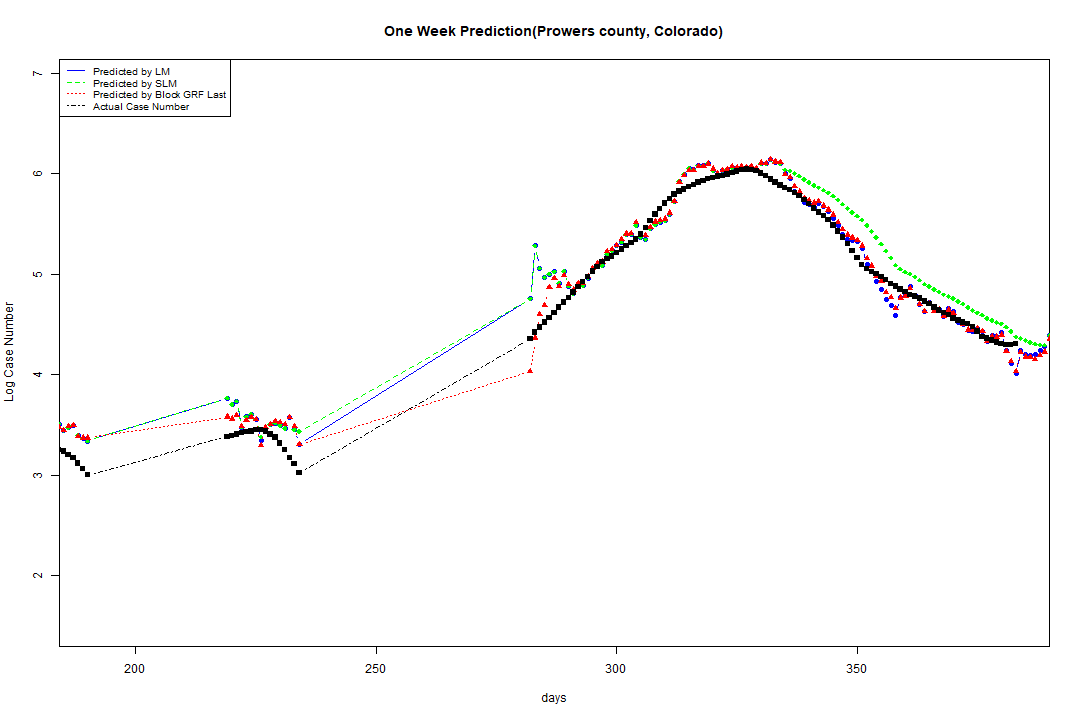 One Week Prediction(Prowers county, Colorado)
Predicted by LM
Predicted by SLM
Predicted by Block GRF Last
Actual Case Number
7
6
5
4
3
2
Log Case Number
200 250 300 350
days